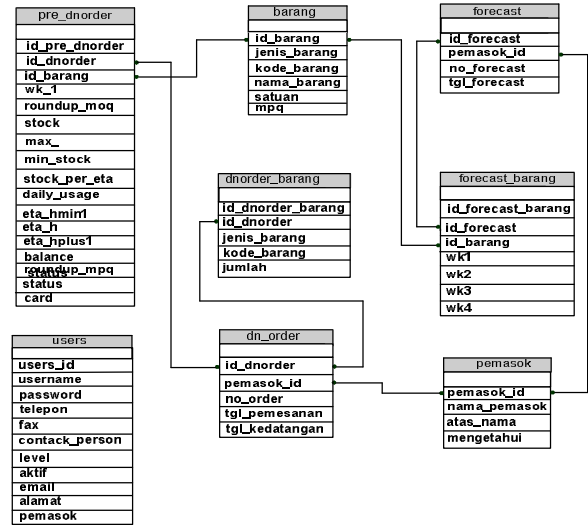 pre_dnorder
id_pre_dnorder
id_dnorder
id_barang
wk_1
roundup_moq
stock
max_
min_stock
stock_per_eta
daily_usage
eta_hmin1
eta_h
eta_hplus1
balance
roundup_mpq
status
status
card
barang
id_barang
jenis_barang
kode_barang
nama_barang
satuan
mpq
forecast
id_forecast
pemasok_id
no_forecast
tgl_forecast
dnorder_barang
id_dnorder_barang
id_dnorder
jenis_barang
kode_barang
jumlah
forecast_barang
id_forecast_barang
id_forecast
id_barang
wk1
wk2
wk3
wk4
users
users_id
username
password
telepon
fax
contack_person
level
aktif
email
alamat
pemasok
dn_order
id_dnorder
pemasok_id
no_order
tgl_pemesanan
tgl_kedatangan
pemasok
pemasok_id
nama_pemasok
atas_nama
mengetahui